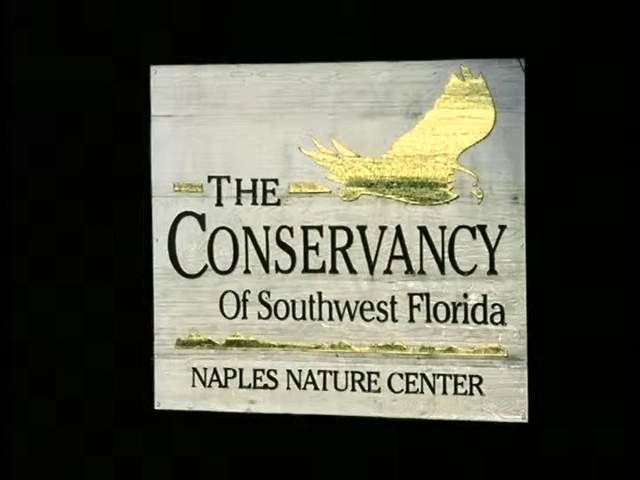 THE
CONSERVANCY
Of Southwest Florida
NAPLES NATURE CENTER